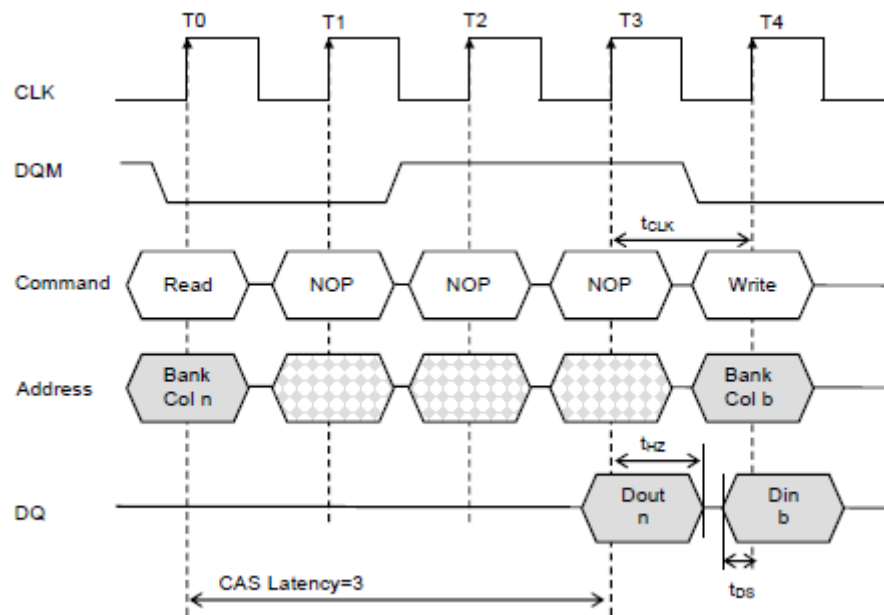 T0 T1 T2 T3 T4
CLK
DQM
tCLK
Command Read NOP NOP NOP Write
Address Bank Col n Bank Col b
tHZ
DQ Dout n Din b
tDS
CAS Latency=3